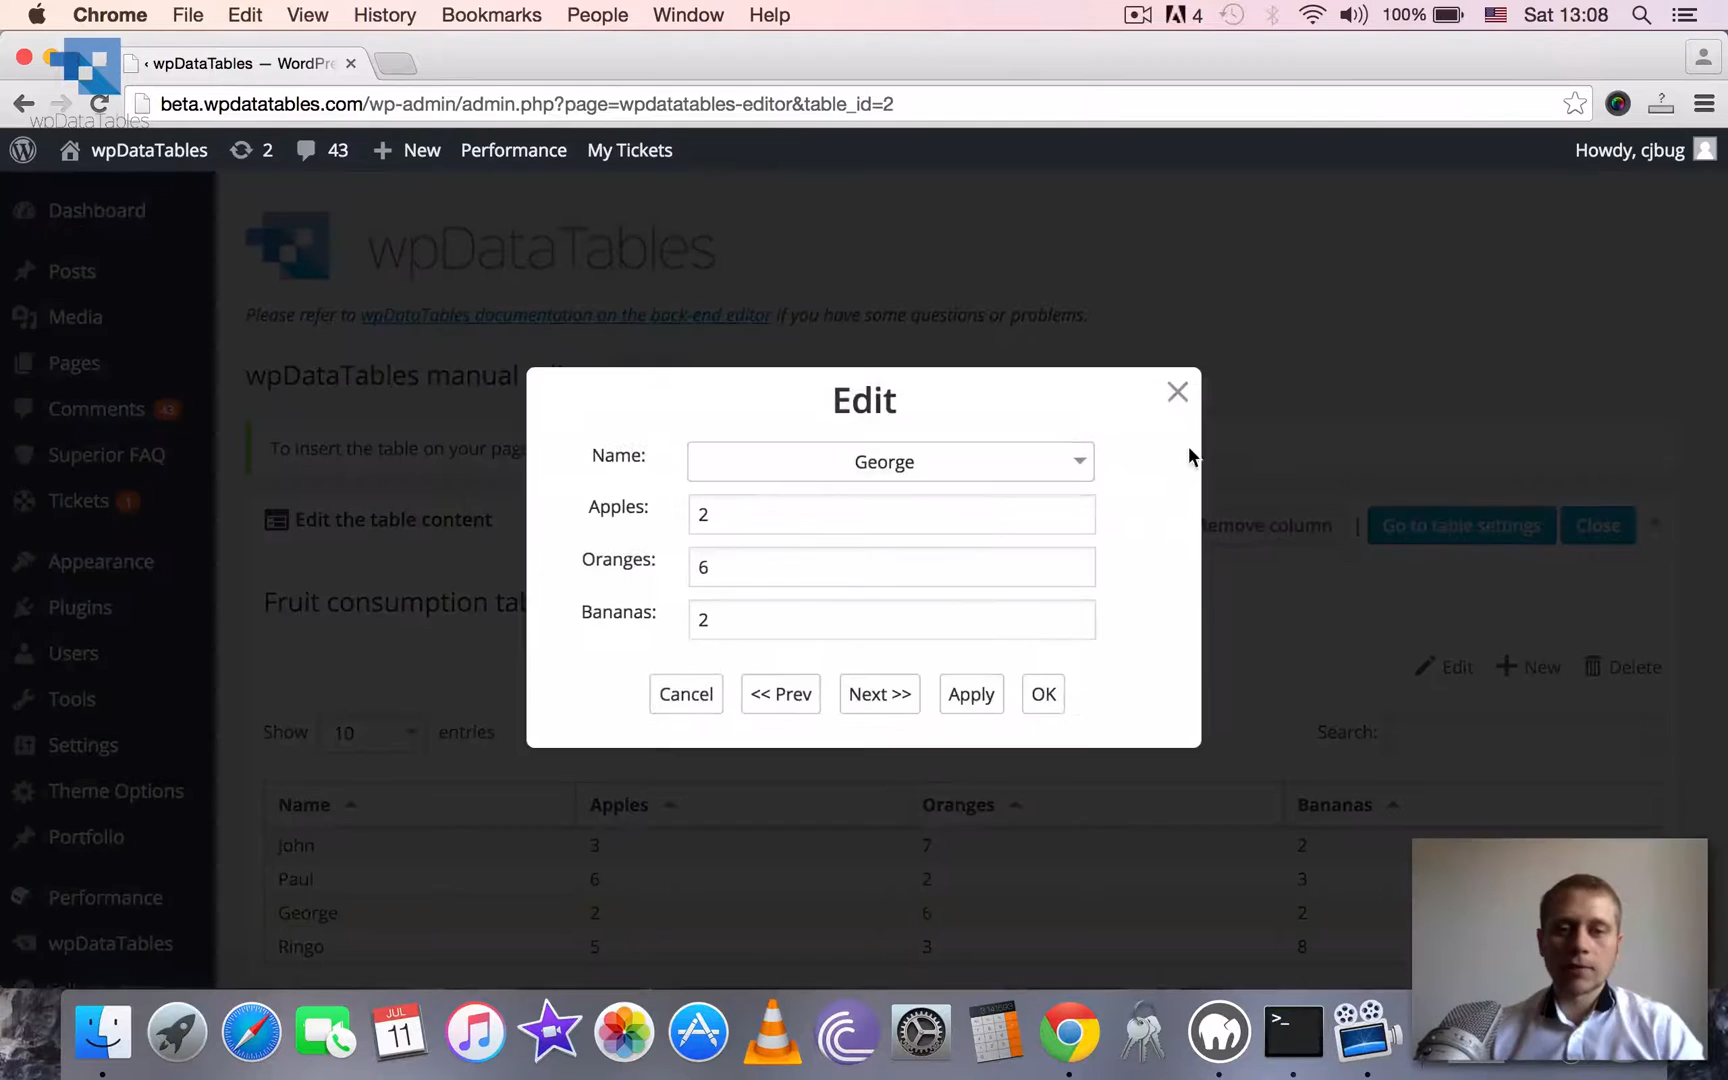 Chrome File Edit View History Bookmarks People Window Help 4 100% Sat 13:08
‹ wpDataTables — WordPre
beta.wpdatatables.com/wp-admin/admin.php?page=wpdatatables-editor&table_id=2
wpDataTables
wpDataTables 2 43 New Performance My Tickets Howdy, cjbug
Dashboard
Posts
Media
Pages
Comments 43
Superior FAQ
Tickets 1
Appearance
Plugins
Users
Tools
Settings
Theme Options
Portfolio
Performance
wpDataTables
wpDataTables
Please refer to wpDataTables documentation on the back-end editor if you have some questions or problems.
wpDataTables manual
To insert the table on your page
Edit the table content
Remove column | Go to table settings Close
Fruit consumption
Edit New Delete
Show 10 entries Search:
Name Apples Oranges Bananas
John 3 7 2
Paul 6 2 3
George 2 6 2
Ringo 5 3 8
Edit
Name: George
Apples: 2
Oranges: 6
Bananas: 2
Cancel << Prev Next >> Apply OK
JUL
11